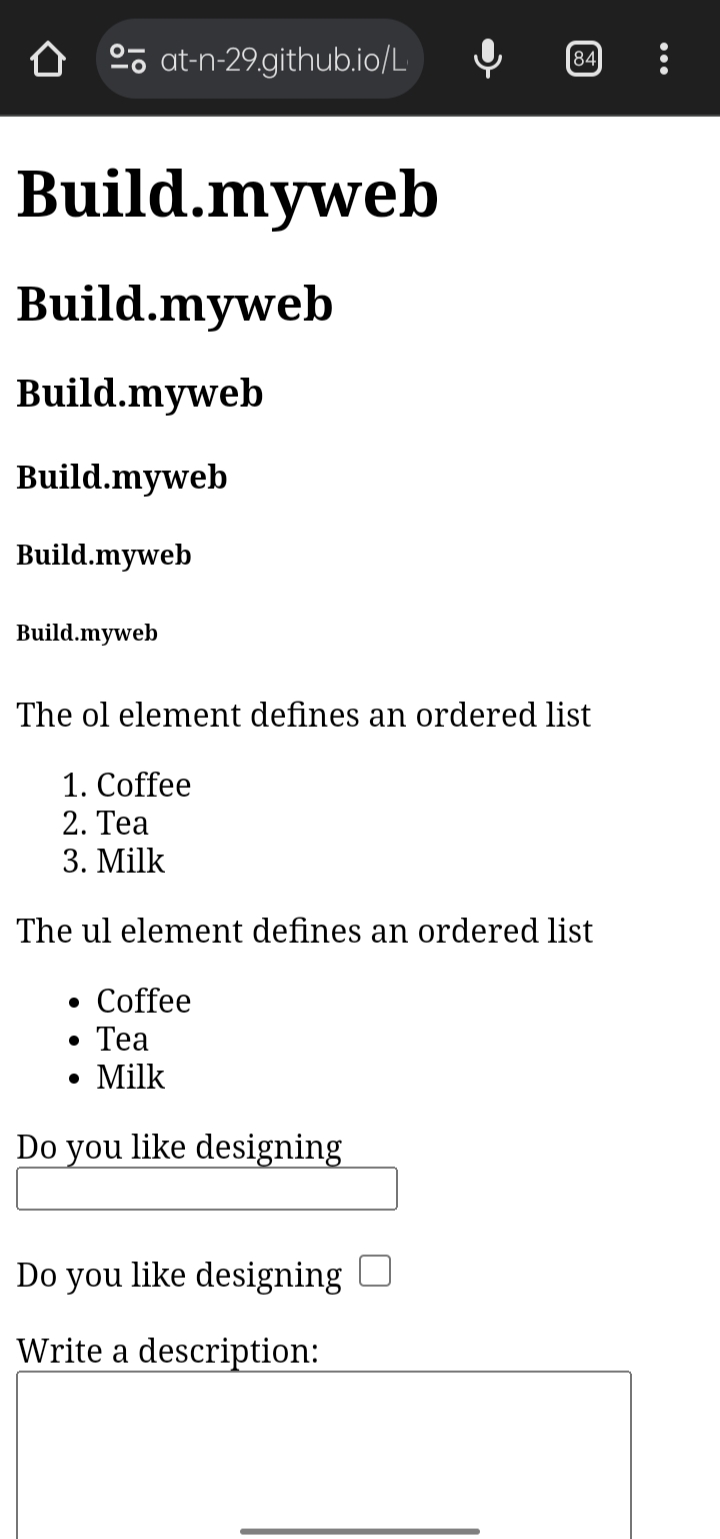 at-n-29.github.io/L
84
Build.myweb
Build.myweb
Build.myweb
Build.myweb
Build.myweb
Build.myweb
The ol element defines an ordered list
1. Coffee
2. Tea
3. Milk
The ul element defines an ordered list
• Coffee
• Tea
• Milk
Do you like designing
Do you like designing
Write a description: